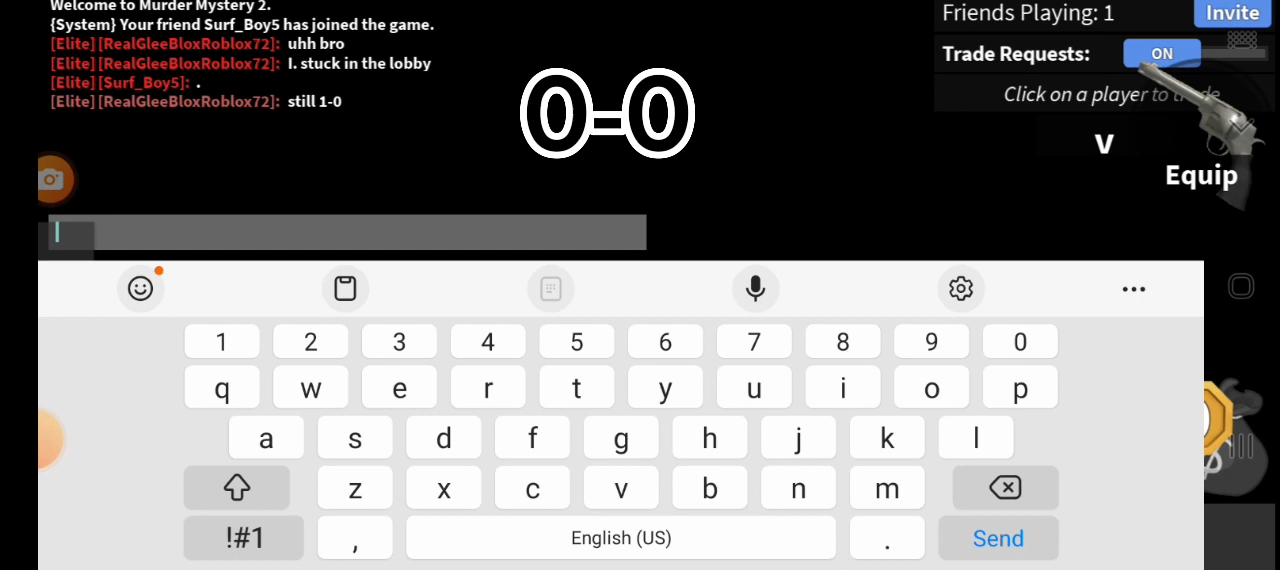 Welcome to Murder Mystery 2.
{System} Your friend Surf_Boy5 has joined the game.
[Elite] [RealGleeBloxRoblox72]: uhh bro
[Elite] [RealGleeBloxRoblox72]: I. stuck in the lobby
[Elite] [Surf_Boy5]: .
[Elite] [RealGleeBloxRoblox72]: still 1-0
0-0
Friends Playing: 1 Invite
Trade Requests: ON
Click on a player to trade
v
Equip
1 2 3 4 5 6 7 8 9 0
q w e r t y u i o p
a s d f g h j k l
z x c v b n m
!#1 , English (US) . Send